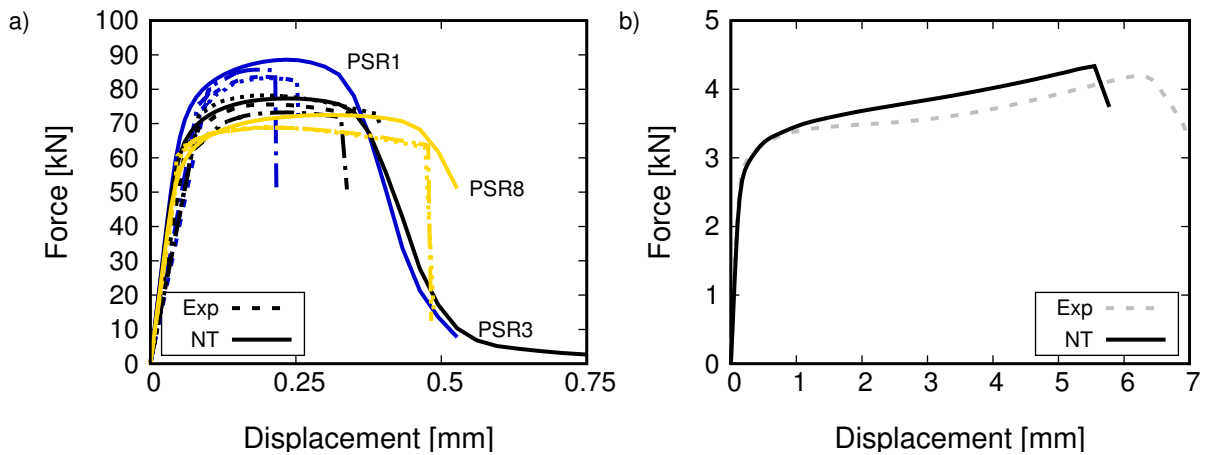 a)
100
90
80
70
60
50
40
30
20
10
0
Force [kN]
PSR1
PSR8
PSR3
Exp
NT
0
0.25
0.5
0.75
Displacement [mm]
b)
5
4
3
2
1
0
Force [kN]
Exp
NT
0
1
2
3
4
5
6
7
Displacement [mm]